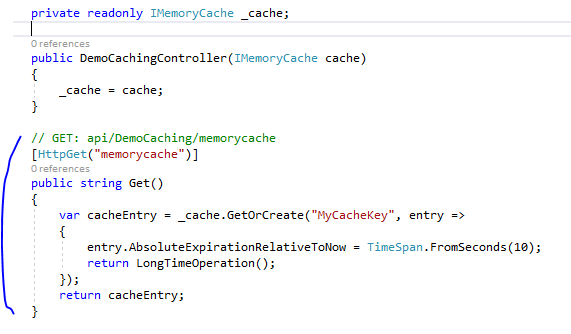 private readonly IMemoryCache _cache;
0 references
public DemoCachingController(IMemoryCache cache)
{
_cache = cache;
}
// GET: api/DemoCaching/memorycache
[HttpGet("memorycache")]
0 references
public string Get()
{
var cacheEntry = _cache.GetOrCreate("MyCacheKey", entry =>
{
entry.AbsoluteExpirationRelativeToNow = TimeSpan.FromSeconds(10);
return LongTimeOperation();
});
return cacheEntry;
}